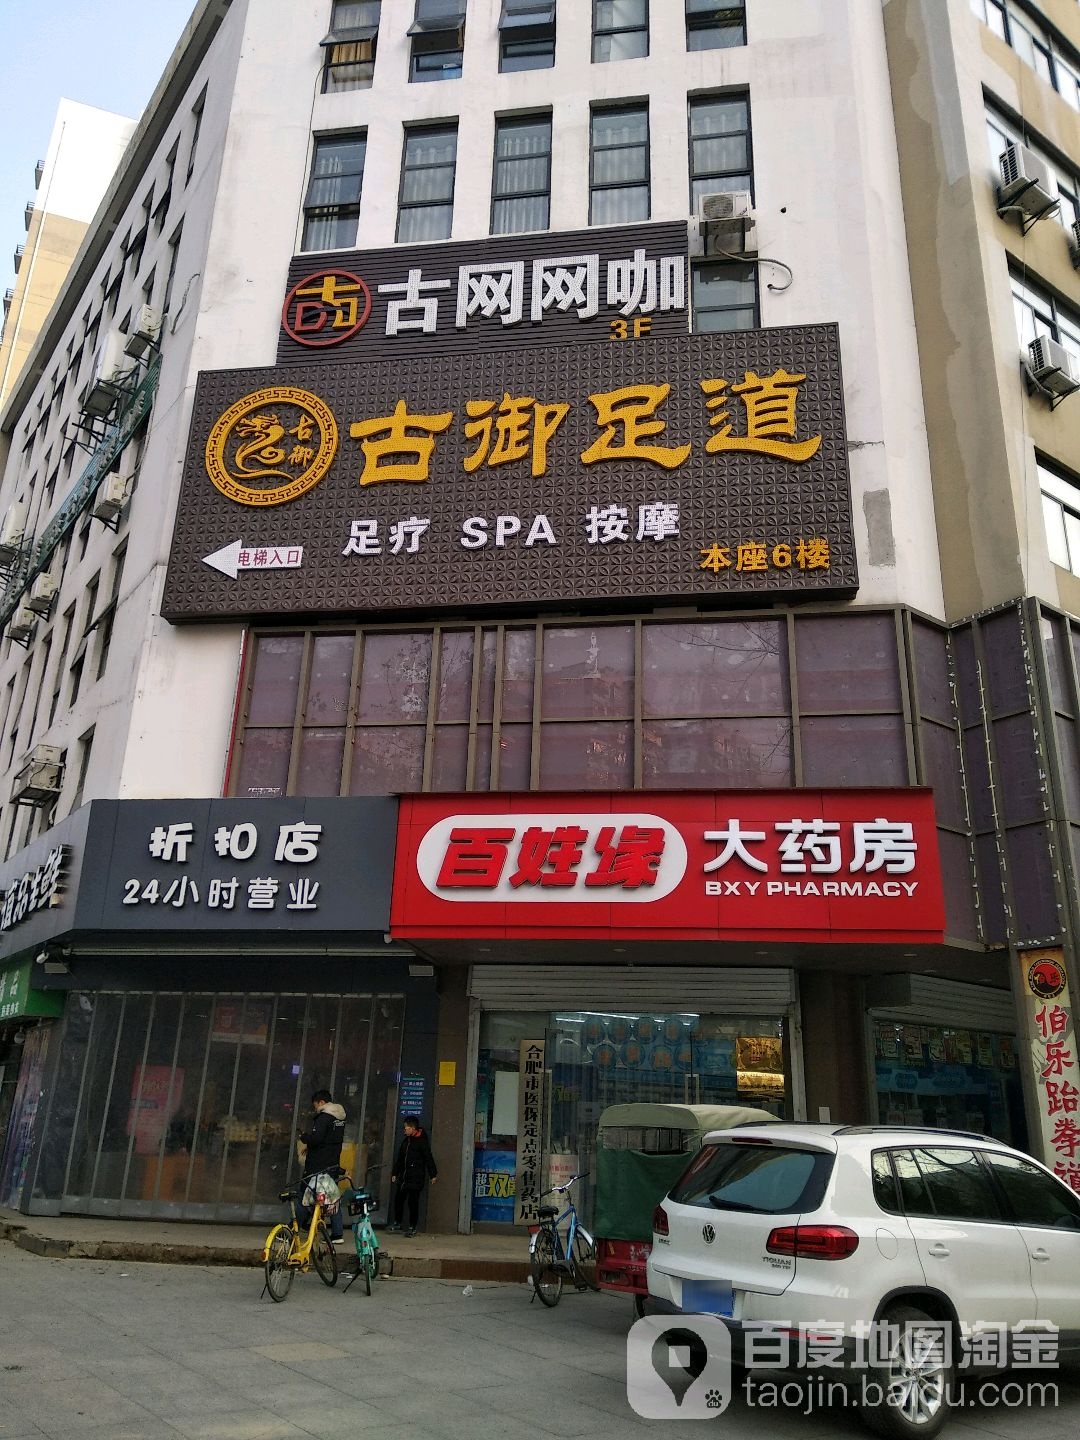 古网网咖
3F
古御
古御足道
足疗 SPA 按摩
电梯入口
本座6楼
折扣店
24小时营业
百姓缘 大药房
BXY PHARMACY
合肥市医保定点零售药店
伯乐跆拳道
超值
TIGUAN
百度地图淘金
taojin.baidu.com